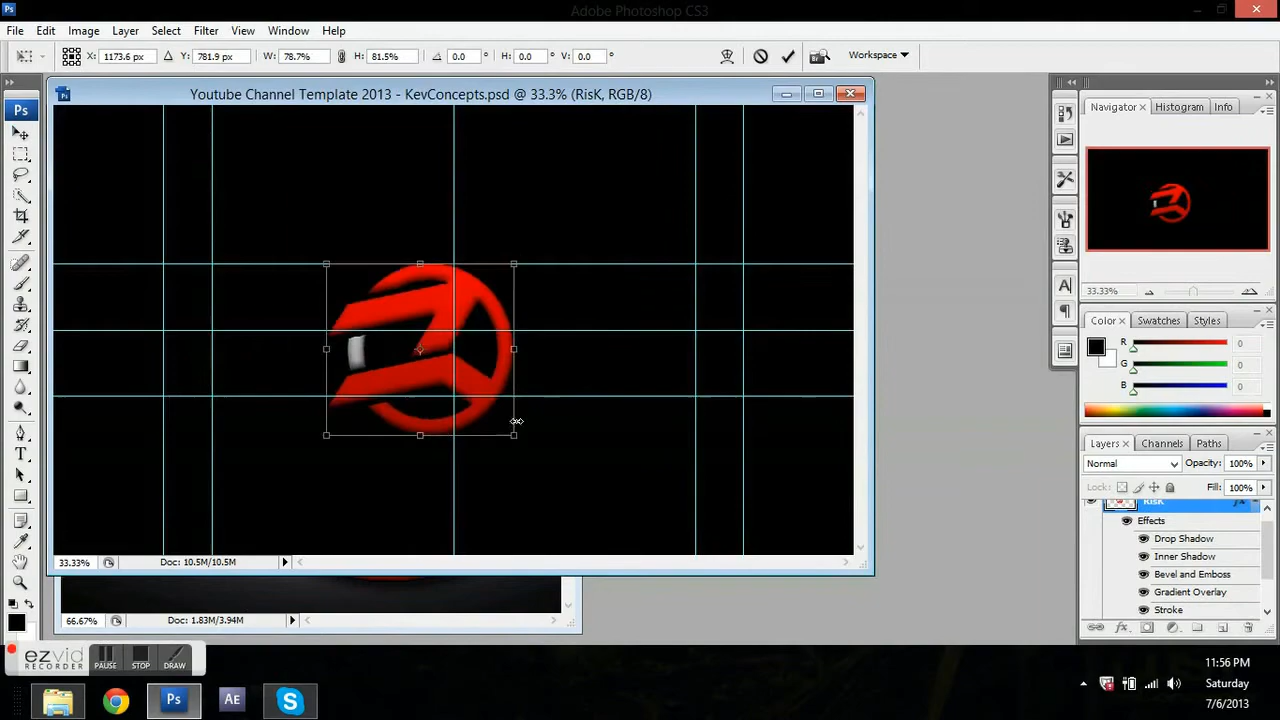 Adobe Photoshop CS3
File Edit Image Layer Select Filter View Window Help
X: 1173.6 px Y: 781.9 px W: 78.7% H: 81.5% 0.0 ° H: 0.0 ° V: 0.0 ° Workspace
Youtube Channel Template 2013 - KevConcepts.psd @ 33.3% (RisK, RGB/8)
Ps
Navigator × Histogram Info
33.33%
Color × Swatches Styles
R 0
G 0
B 0
Layers × Channels Paths
Normal Opacity: 100%
Lock: Fill: 100%
RisK
Effects
Drop Shadow
Inner Shadow
Bevel and Emboss
Gradient Overlay
Stroke
33.33% Doc: 10.5M/10.5M
66.67% Doc: 1.83M/3.94M
ezvid
RECORDER
PAUSE STOP DRAW
Ps Ae
11:56 PM
Saturday
7/6/2013